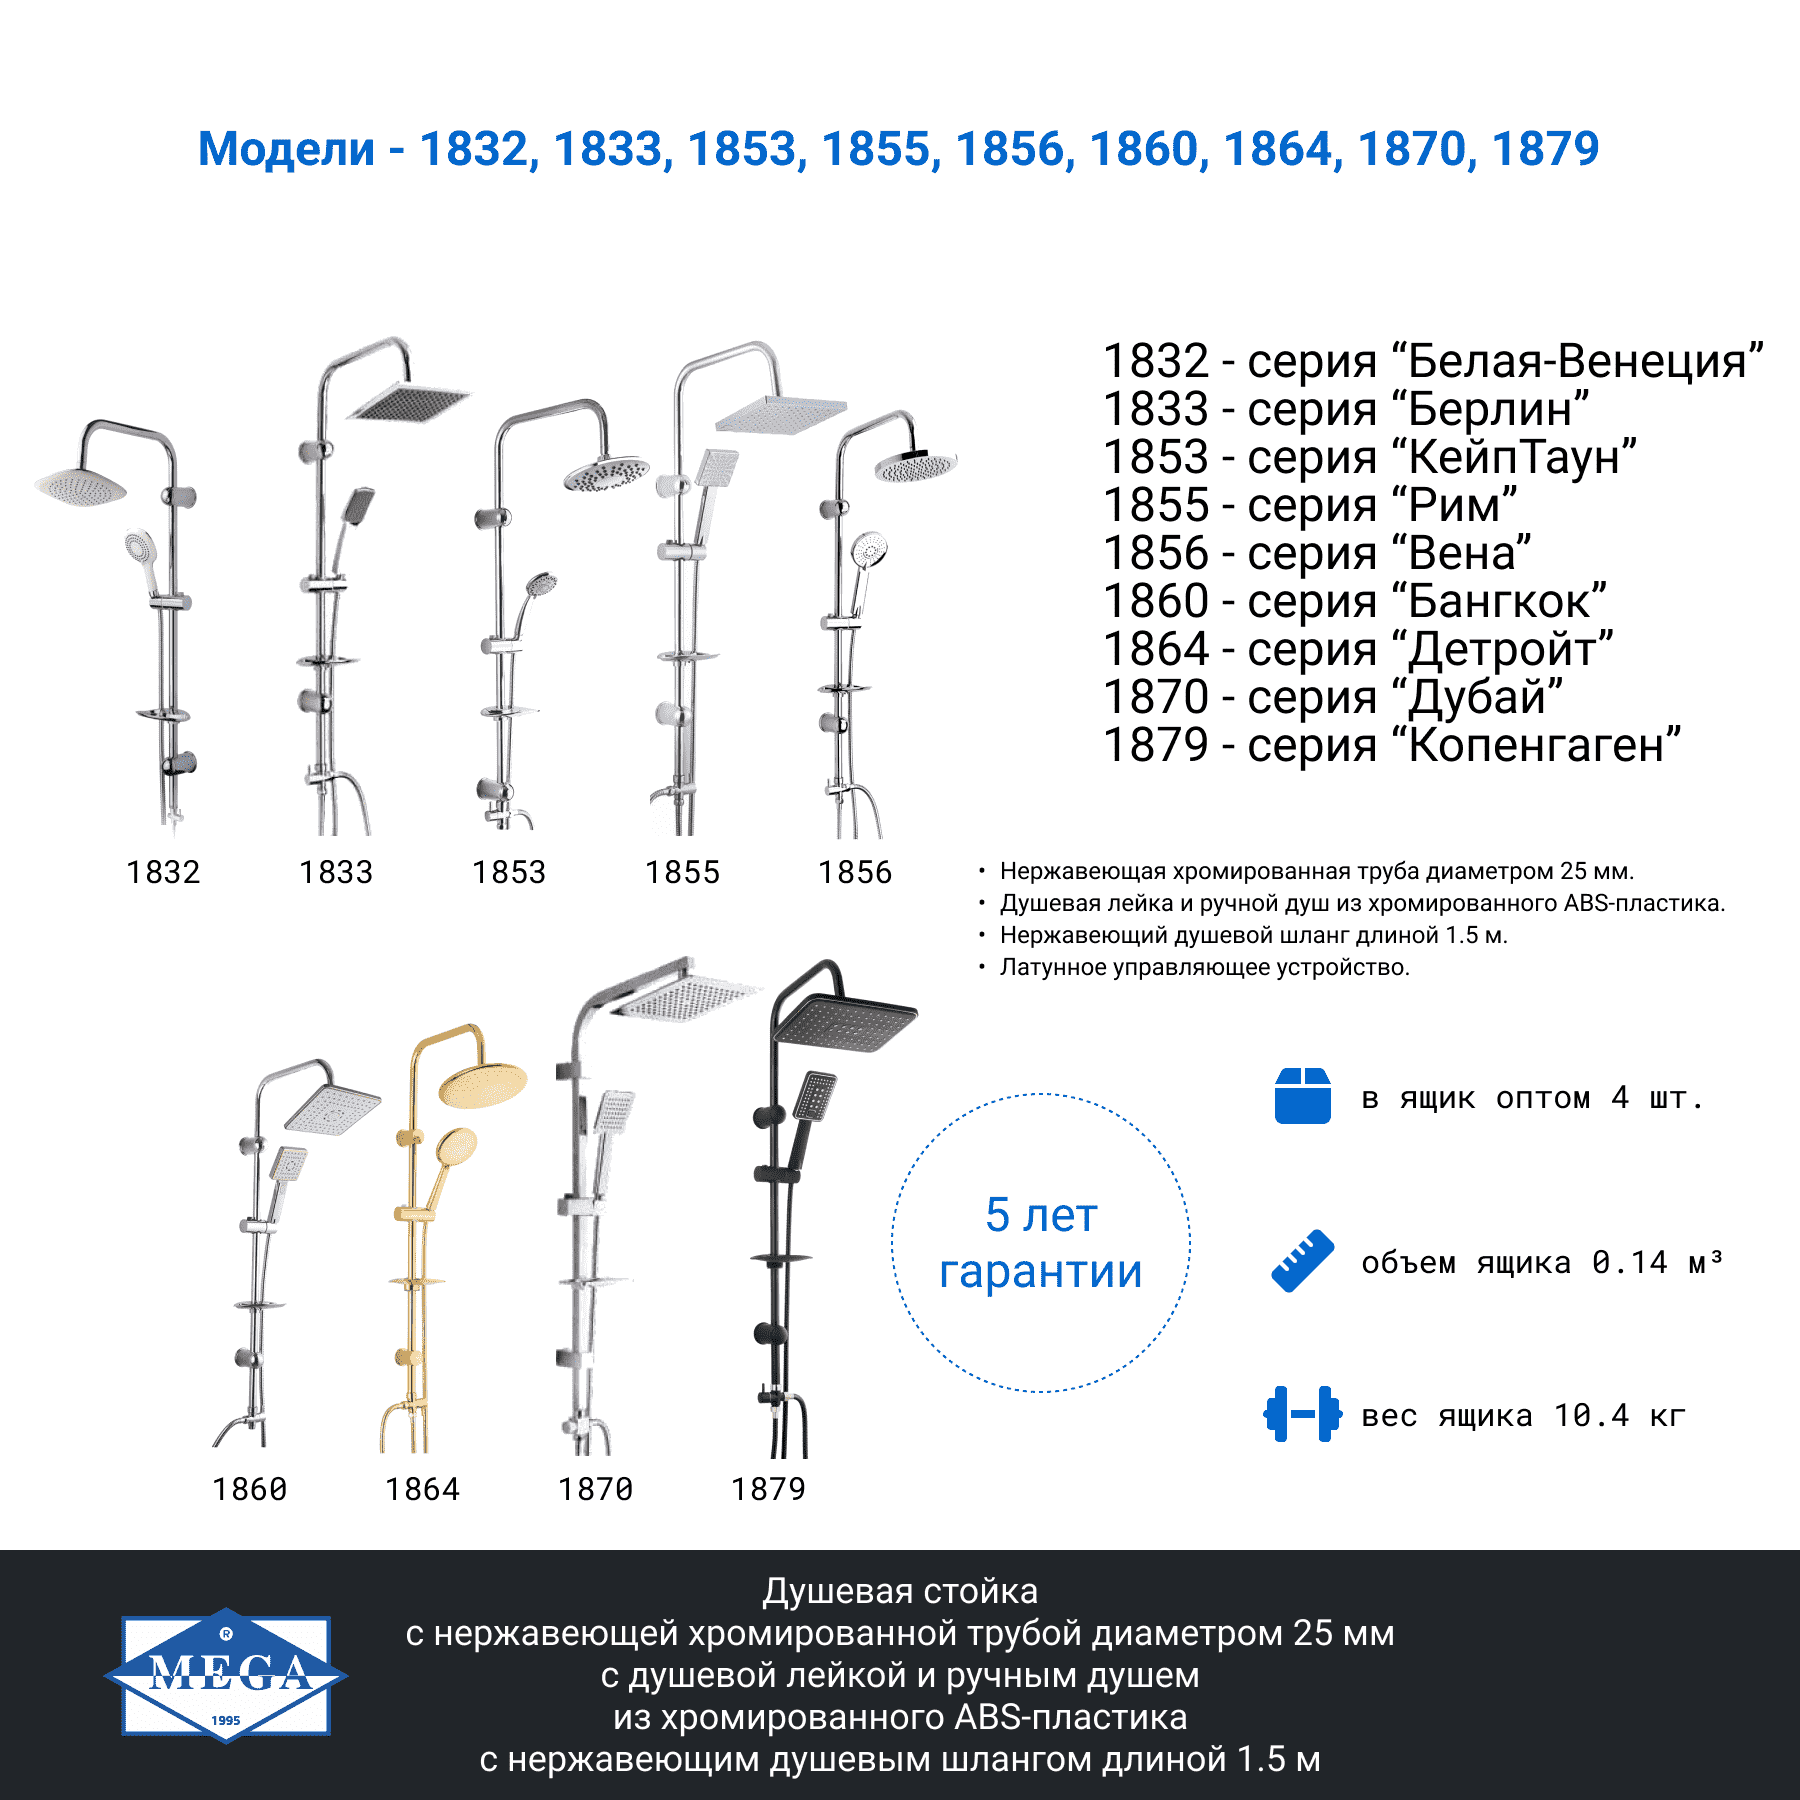 Модели - 1832, 1833, 1853, 1855, 1856, 1860, 1864, 1870, 1879
1832 - серия “Белая-Венеция”
1833 - серия “Берлин”
1853 - серия “КейпТаун”
1855 - серия “Рим”
1856 - серия “Вена”
1860 - серия “Бангкок”
1864 - серия “Детройт”
1870 - серия “Дубай”
1879 - серия “Копенгаген”
1832 1833 1853 1855 1856
• Нержавеющая хромированная труба диаметром 25 мм.
• Душевая лейка и ручной душ из хромированного ABS-пластика.
• Нержавеющий душевой шланг длиной 1.5 м.
• Латунное управляющее устройство.
5 лет
гарантии
в ящик оптом 4 шт.
объем ящика 0.14 м³
вес ящика 10.4 кг
1860 1864 1870 1879
®
MEGA
1995
Душевая стойка
с нержавеющей хромированной трубой диаметром 25 мм
с душевой лейкой и ручным душем
из хромированного ABS-пластика
с нержавеющим душевым шлангом длиной 1.5 м